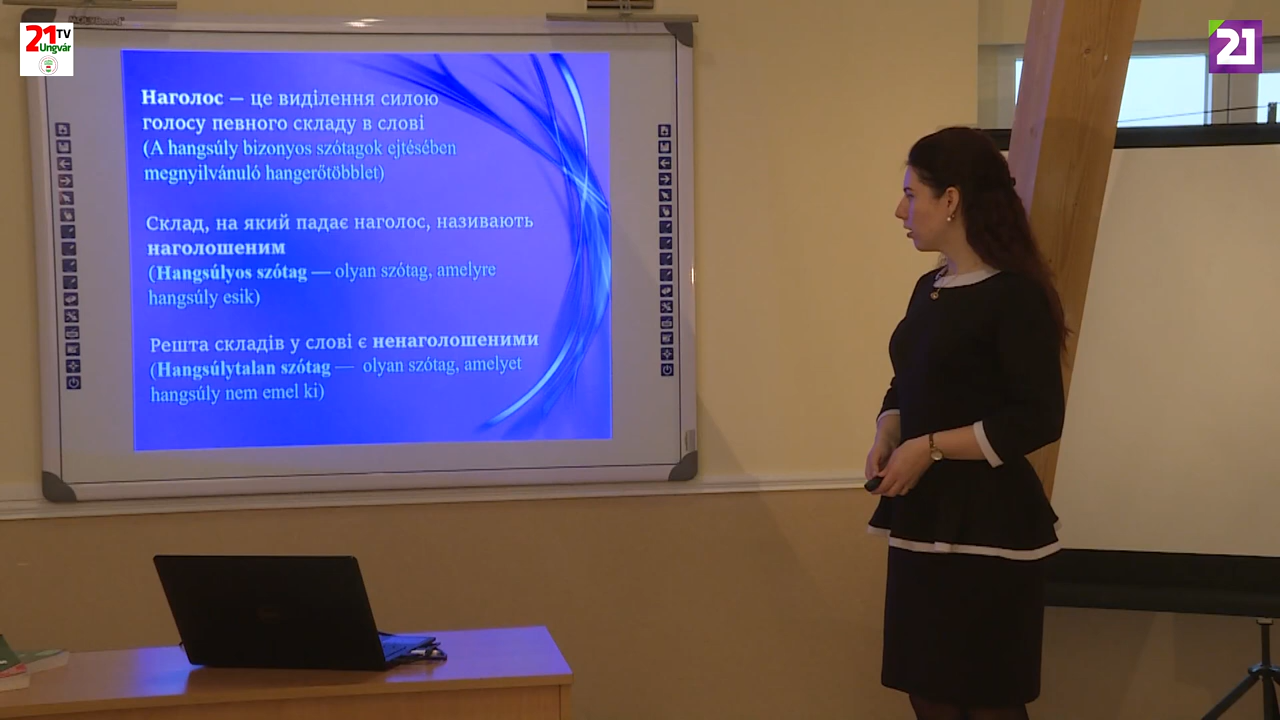 21 TV
Ungvár
21
Наголос – це виділення силою
голосу певного складу в слові
(A hangsúly bizonyos szótagok ejtésében
megnyilvánuló hangerőtöbblet)
Склад, на який падає наголос, називають
наголошеним
(Hangsúlyos szótag — olyan szótag, amelyre
hangsúly esik)
Решта складів у слові є ненаголошеними
(Hangsúlytalan szótag — olyan szótag, amelyet
hangsúly nem emel ki)